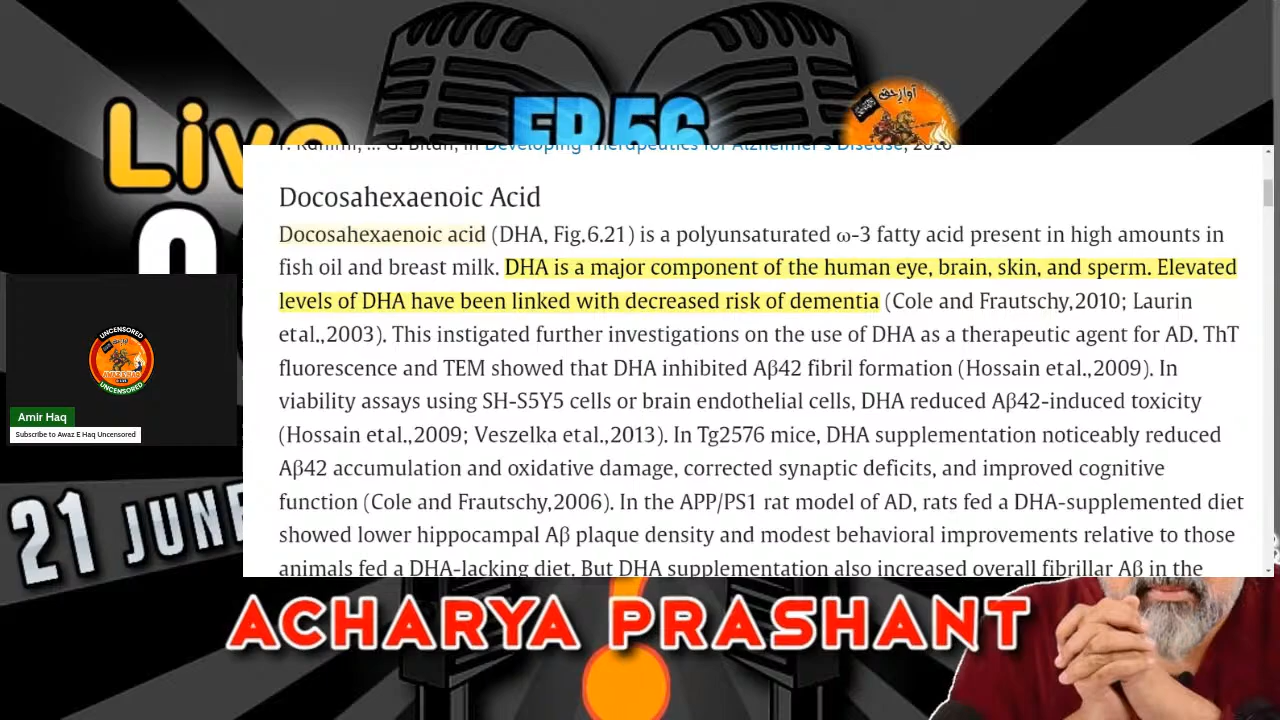 Live
EP 56
آوازِ حق
in Developing Therapeutics for Alzheimer's Disease, 2016
Docosahexaenoic Acid
Docosahexaenoic acid (DHA, Fig.6.21) is a polyunsaturated ω-3 fatty acid present in high amounts in
fish oil and breast milk. DHA is a major component of the human eye, brain, skin, and sperm. Elevated
levels of DHA have been linked with decreased risk of dementia (Cole and Frautschy,2010; Laurin
etal.,2003). This instigated further investigations on the use of DHA as a therapeutic agent for AD. ThT
fluorescence and TEM showed that DHA inhibited Aβ42 fibril formation (Hossain etal.,2009). In
viability assays using SH-S5Y5 cells or brain endothelial cells, DHA reduced Aβ42-induced toxicity
(Hossain etal.,2009; Veszelka etal.,2013). In Tg2576 mice, DHA supplementation noticeably reduced
Aβ42 accumulation and oxidative damage, corrected synaptic deficits, and improved cognitive
function (Cole and Frautschy,2006). In the APP/PS1 rat model of AD, rats fed a DHA-supplemented diet
showed lower hippocampal Aβ plaque density and modest behavioral improvements relative to those
animals fed a DHA-lacking diet. But DHA supplementation also increased overall fibrillar Aβ in the
UNCENSORED
UNCENSORED
Amir Haq
Subscribe to Awaz E Haq Uncensored
21 JUNE
ACHARYA PRASHANT